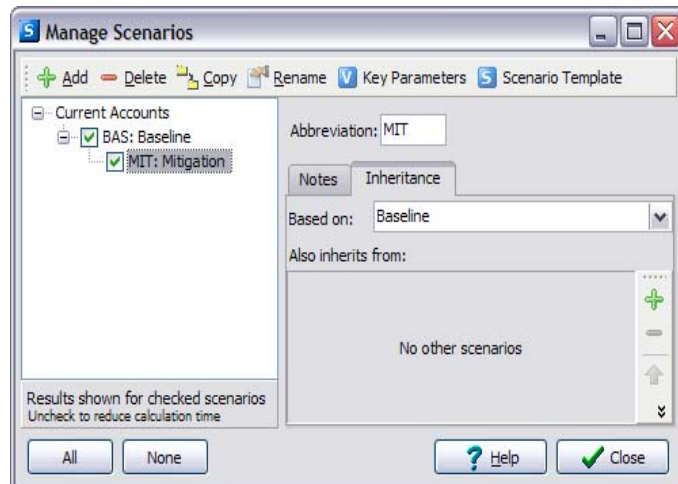 S Manage Scenarios
Add Delete Copy Rename V Key Parameters S Scenario Template
Current Accounts
BAS: Baseline
MIT: Mitigation
Abbreviation: MIT
Notes Inheritance
Based on: Baseline
Also inherits from:
No other scenarios
Results shown for checked scenarios
Uncheck to reduce calculation time
All None ? Help Close